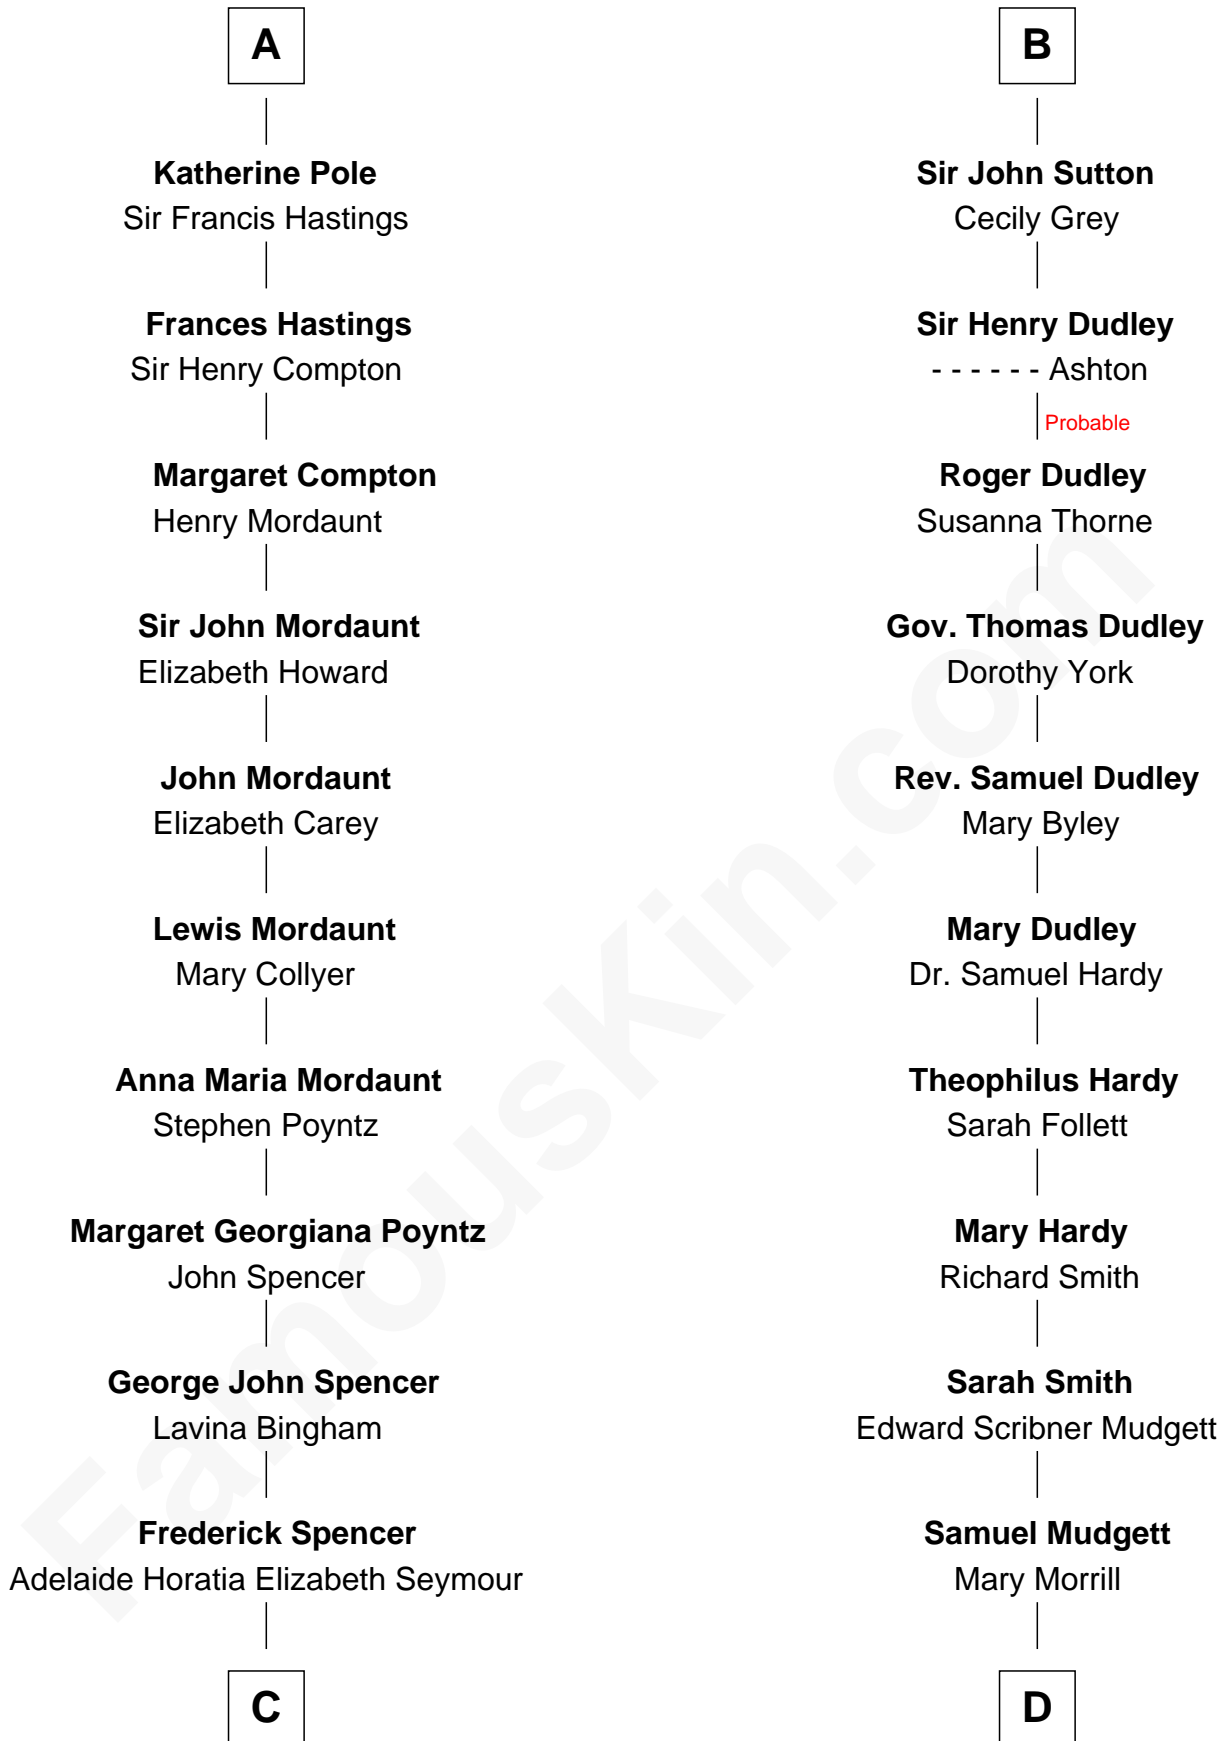 A
Katherine Pole
Sir Francis Hastings
Frances Hastings
Sir Henry Compton
Margaret Compton
Henry Mordaunt
Sir John Mordaunt
Elizabeth Howard
John Mordaunt
Elizabeth Carey
Lewis Mordaunt
Mary Collyer
Anna Maria Mordaunt
Stephen Poyntz
Margaret Georgiana Poyntz
John Spencer
George John Spencer
Lavina Bingham
Frederick Spencer
Adelaide Horatia Elizabeth Seymour
C
B
Sir John Sutton
Cecily Grey
Sir Henry Dudley
- - - - - - Ashton
Probable
Roger Dudley
Susanna Thorne
Gov. Thomas Dudley
Dorothy York
Rev. Samuel Dudley
Mary Byley
Mary Dudley
Dr. Samuel Hardy
Theophilus Hardy
Sarah Follett
Mary Hardy
Richard Smith
Sarah Smith
Edward Scribner Mudgett
Samuel Mudgett
Mary Morrill
D
FamousKin.com